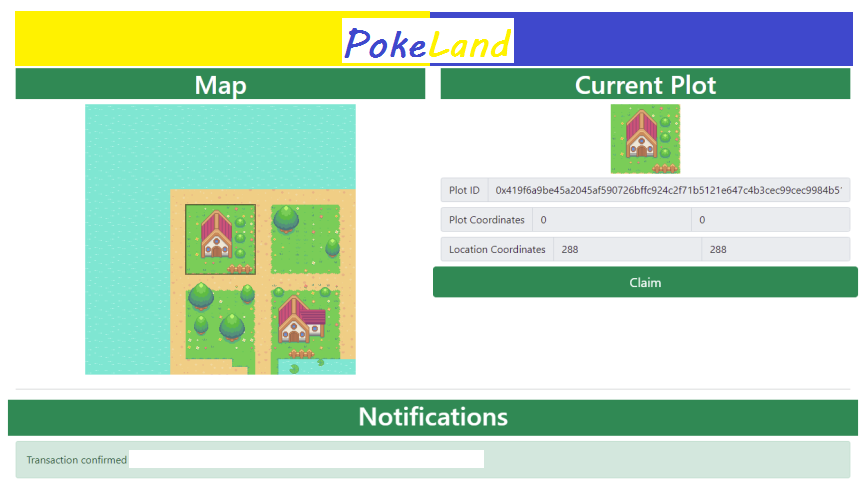 PokeLand
Map
Current Plot
Plot ID 0x419f6a9be45a2045af590726bffc924c2f71b5121e647c4b3cec99cec9984b5
Plot Coordinates 0 0
Location Coordinates 288 288
Claim
Notifications
Transaction confirmed